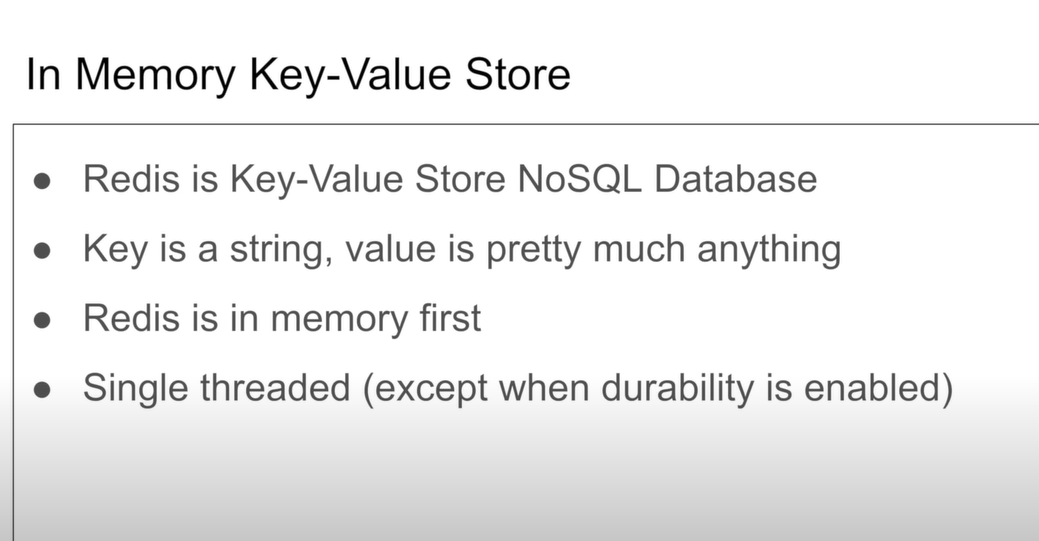 In Memory Key-Value Store
● Redis is Key-Value Store NoSQL Database
● Key is a string, value is pretty much anything
● Redis is in memory first
● Single threaded (except when durability is enabled)